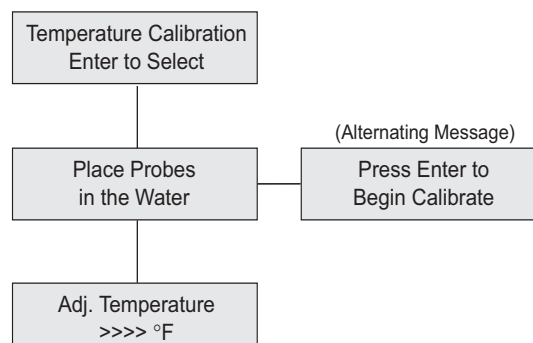 Temperature Calibration
Enter to Select
(Alternating Message)
Place Probes
in the Water
Press Enter to
Begin Calibrate
Adj. Temperature
>>>> °F